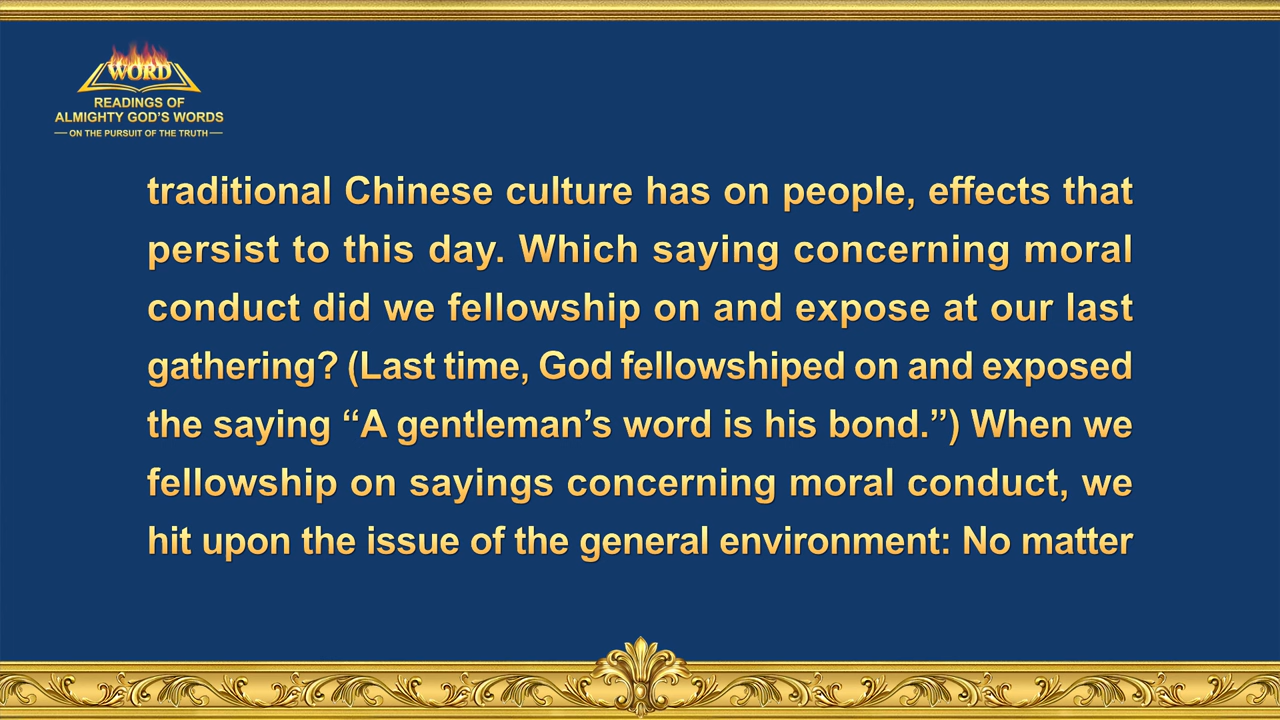 WORD
READINGS OF
ALMIGHTY GOD'S WORDS
— ON THE PURSUIT OF THE TRUTH —
traditional Chinese culture has on people, effects that
persist to this day. Which saying concerning moral
conduct did we fellowship on and expose at our last
gathering? (Last time, God fellowshiped on and exposed
the saying “A gentleman’s word is his bond.”) When we
fellowship on sayings concerning moral conduct, we
hit upon the issue of the general environment: No matter